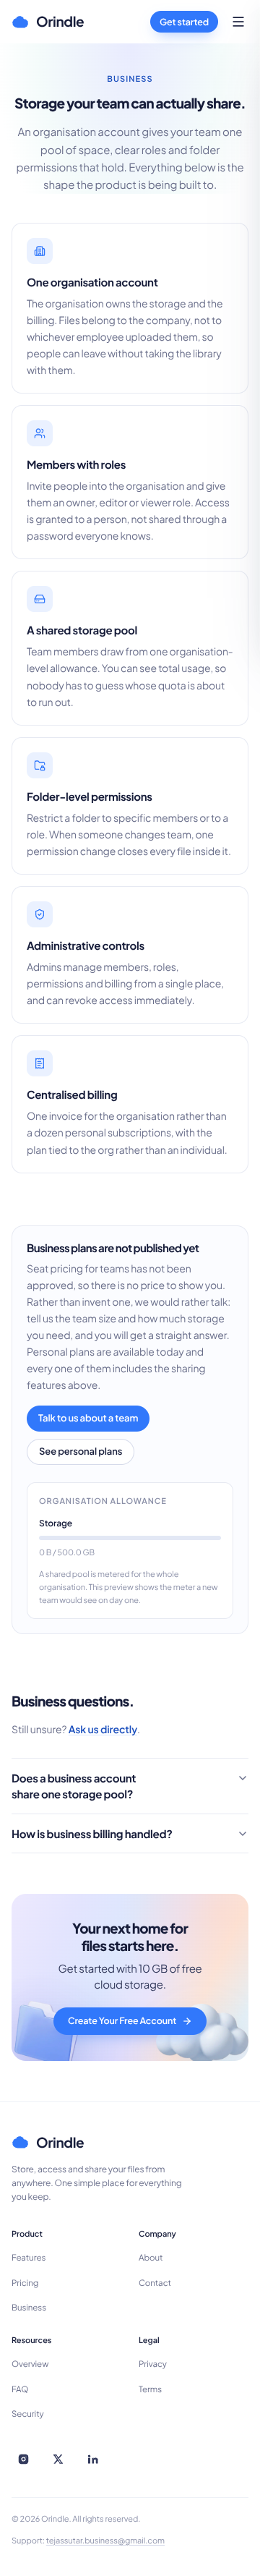 Orindle
Get started
BUSINESS
Storage your team can actually share.
An organisation account gives your team one
pool of space, clear roles and folder
permissions that hold. Everything below is the
shape the product is being built to.
One organisation account
The organisation owns the storage and the
billing. Files belong to the company, not to
whichever employee uploaded them, so
people can leave without taking the library
with them.
Members with roles
Invite people into the organisation and give
them an owner, editor or viewer role. Access
is granted to a person, not shared through a
password everyone knows.
A shared storage pool
Team members draw from one organisation-
level allowance. You can see total usage, so
nobody has to guess whose quota is about
to run out.
Folder-level permissions
Restrict a folder to specific members or to a
role. When someone changes team, one
permission change closes every file inside it.
Administrative controls
Admins manage members, roles,
permissions and billing from a single place,
and can revoke access immediately.
Centralised billing
One invoice for the organisation rather than
a dozen personal subscriptions, with the
plan tied to the org rather than an individual.
Business plans are not published yet
Seat pricing for teams has not been
approved, so there is no price to show you.
Rather than invent one, we would rather talk:
tell us the team size and how much storage
you need, and you will get a straight answer.
Personal plans are available today and
every one of them includes the sharing
features above.
Talk to us about a team
See personal plans
ORGANISATION ALLOWANCE
Storage
0 B / 500.0 GB
A shared pool is metered for the whole
organisation. This preview shows the meter a new
team would see on day one.
Business questions.
Still unsure? Ask us directly.
Does a business account
share one storage pool?
How is business billing handled?
Your next home for
files starts here.
Get started with 10 GB of free
cloud storage.
Create Your Free Account
Orindle
Store, access and share your files from
anywhere. One simple place for everything
you keep.
Product
Features
Pricing
Business
Company
About
Contact
Resources
Overview
FAQ
Security
Legal
Privacy
Terms
© 2026 Orindle. All rights reserved.
Support: tejassutar.business@gmail.com